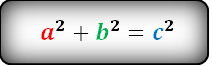 a² + b² = c²